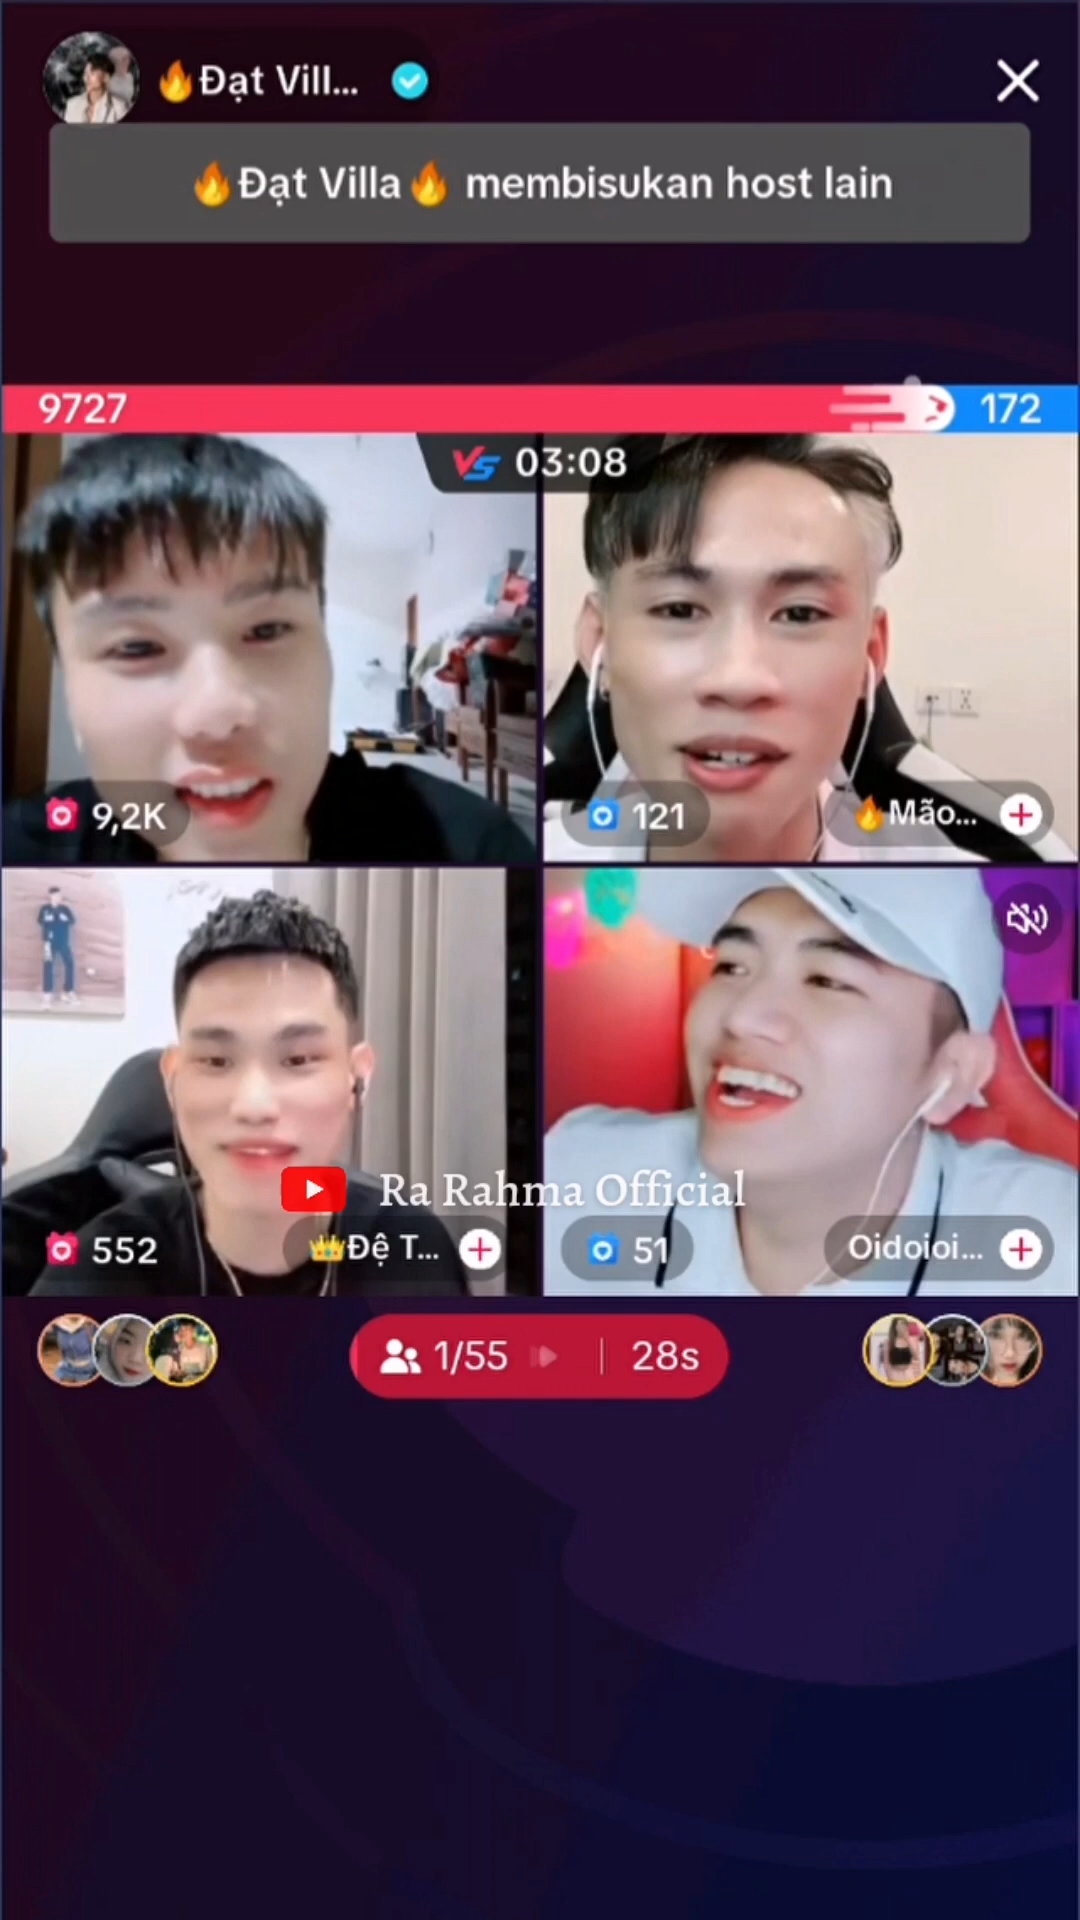 🔥Đạt Vill...
🔥Đạt Villa🔥 membisukan host lain
9727
172
VS 03:08
9,2K
121
🔥Mão...
Ra Rahma Official
552
👑Đệ T...
51
Oidoioi...
1/55
28s